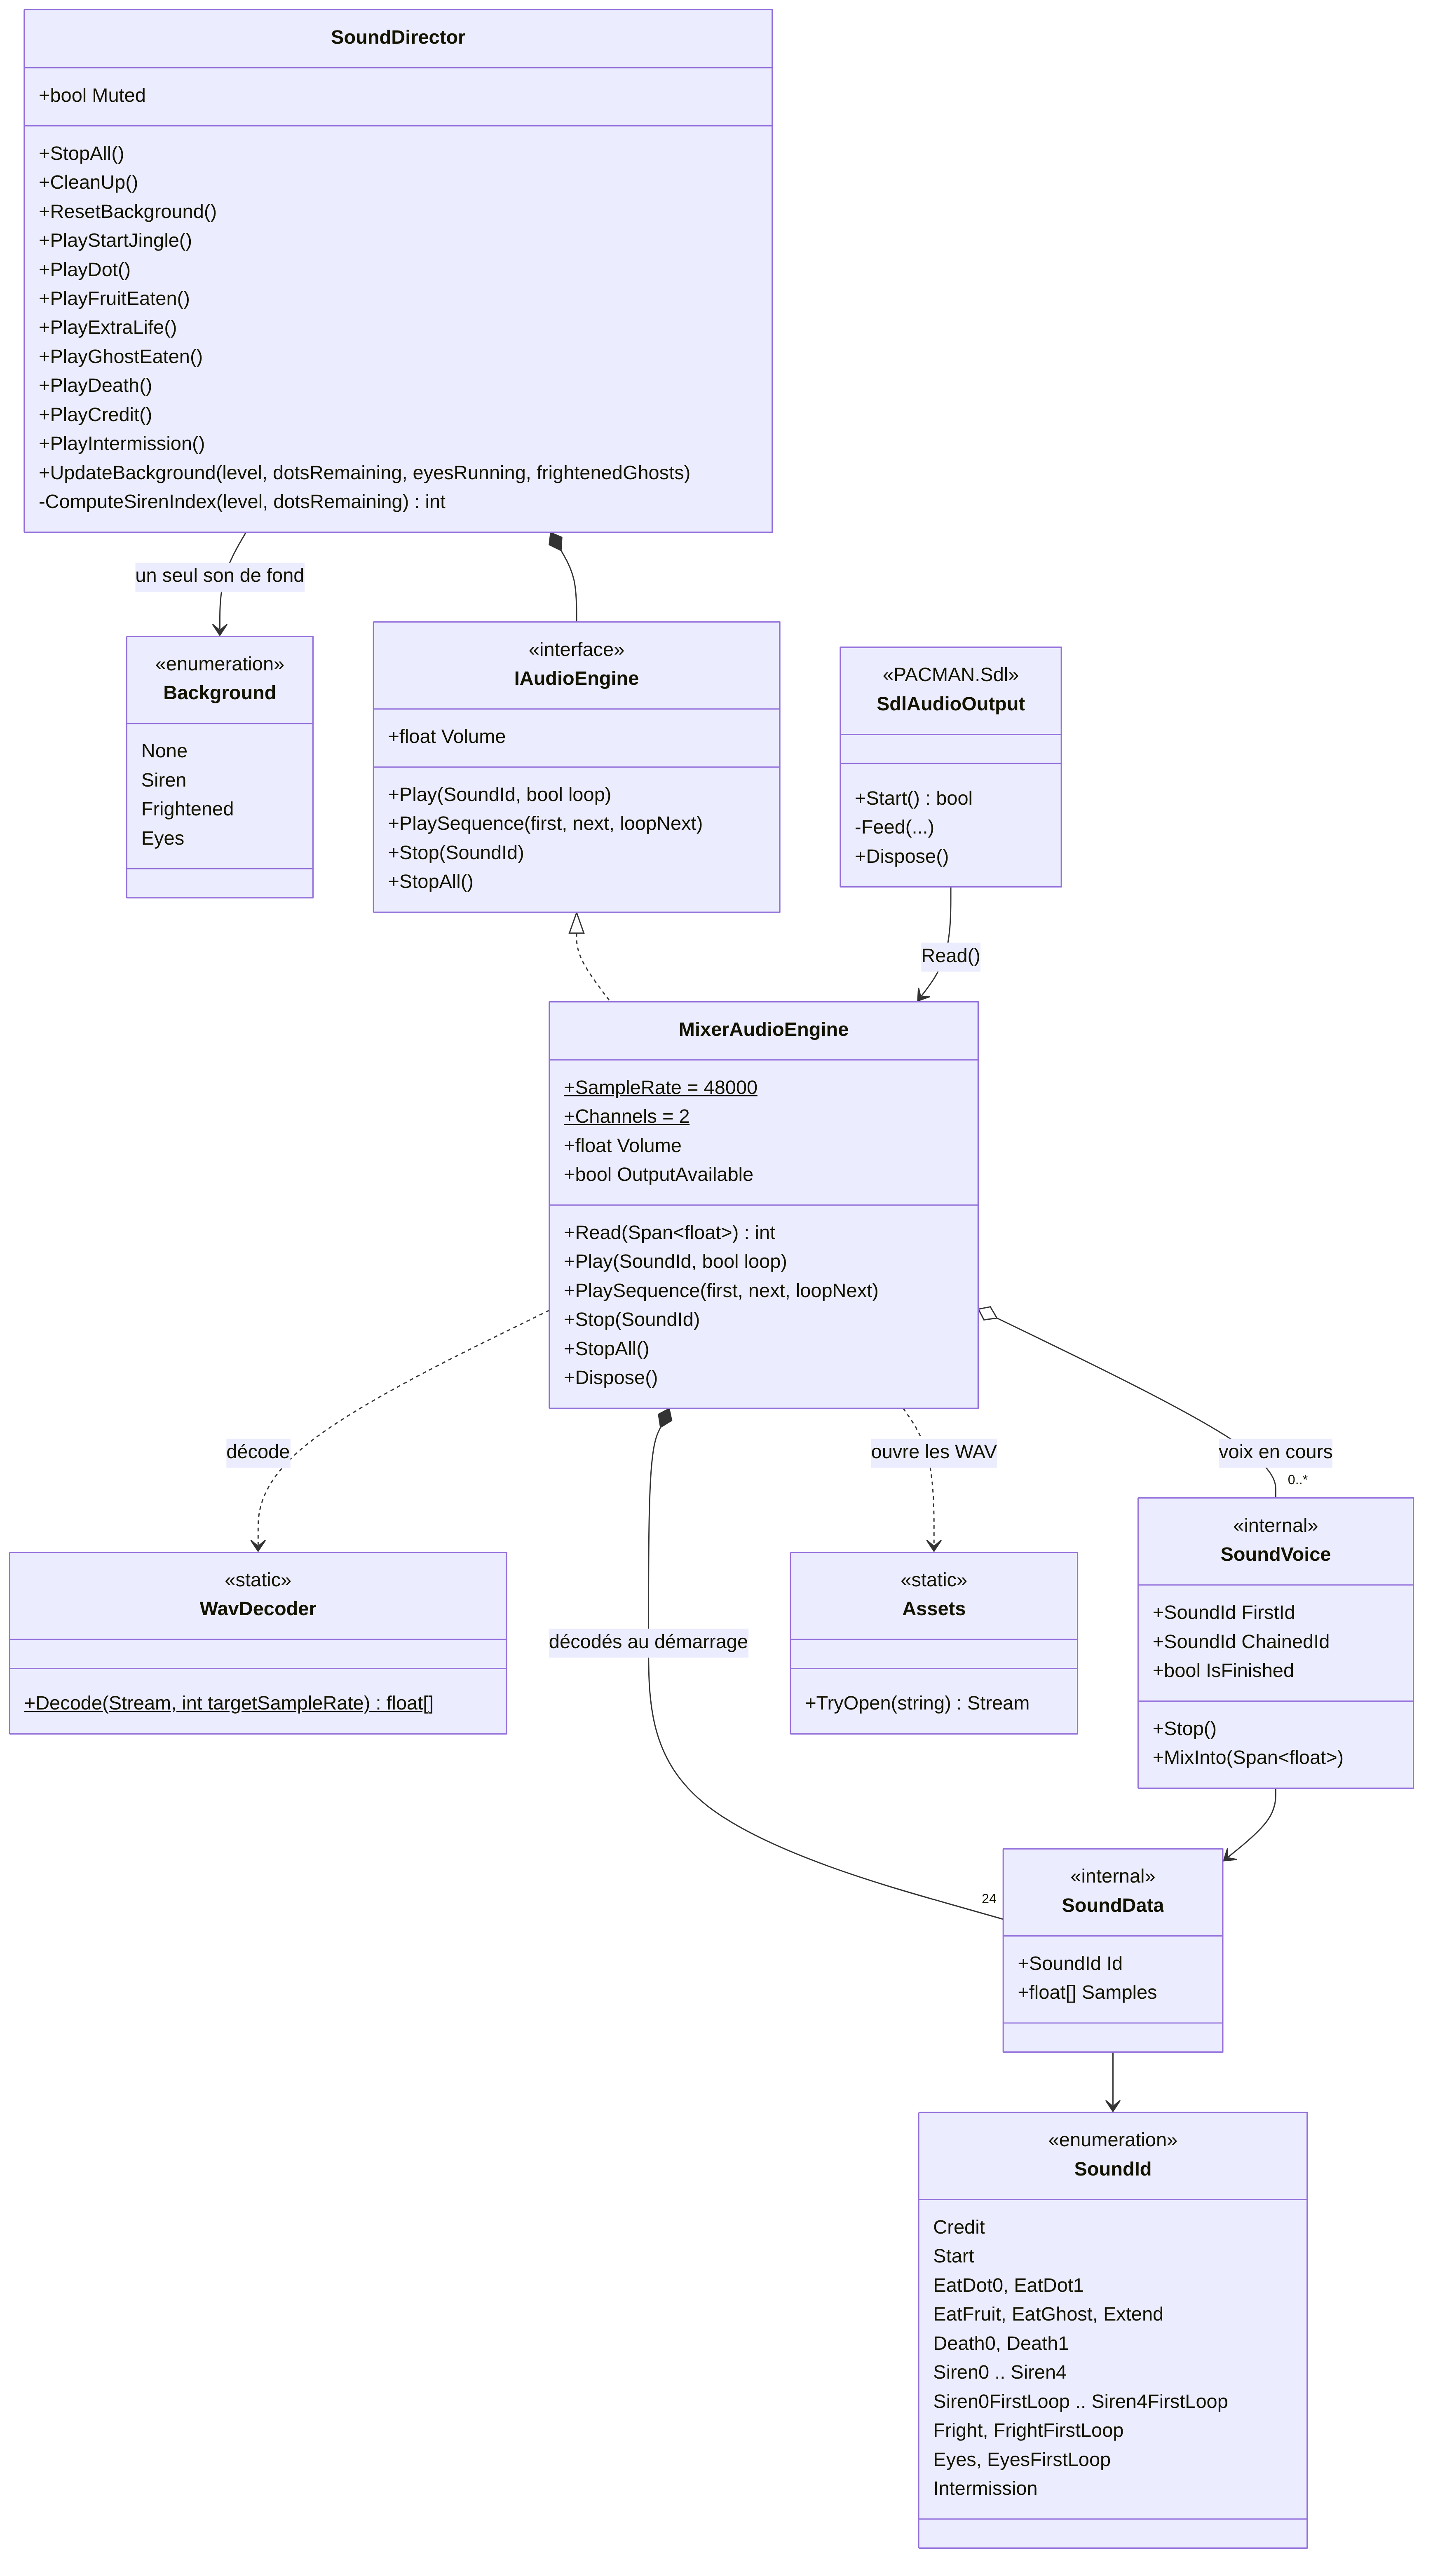 SoundDirector
+bool Muted
+StopAll()
+CleanUp()
+ResetBackground()
+PlayStartJingle()
+PlayDot()
+PlayFruitEaten()
+PlayExtraLife()
+PlayGhostEaten()
+PlayDeath()
+PlayCredit()
+PlayIntermission()
+UpdateBackground(level, dotsRemaining, eyesRunning, frightenedGhosts)
-ComputeSirenIndex(level, dotsRemaining) : int
un seul son de fond
«enumeration»
Background
None
Siren
Frightened
Eyes
«interface»
IAudioEngine
+float Volume
+Play(SoundId, bool loop)
+PlaySequence(first, next, loopNext)
+Stop(SoundId)
+StopAll()
«PACMAN.Sdl»
SdlAudioOutput
+Start() : bool
-Feed(...)
+Dispose()
Read()
MixerAudioEngine
+SampleRate = 48000
+Channels = 2
+float Volume
+bool OutputAvailable
+Read(Span<float>) : int
+Play(SoundId, bool loop)
+PlaySequence(first, next, loopNext)
+Stop(SoundId)
+StopAll()
+Dispose()
décode
ouvre les WAV
voix en cours
0..*
«static»
WavDecoder
+Decode(Stream, int targetSampleRate) : float[]
décodés au démarrage
24
«static»
Assets
+TryOpen(string) : Stream
«internal»
SoundVoice
+SoundId FirstId
+SoundId ChainedId
+bool IsFinished
+Stop()
+MixInto(Span<float>)
«internal»
SoundData
+SoundId Id
+float[] Samples
«enumeration»
SoundId
Credit
Start
EatDot0, EatDot1
EatFruit, EatGhost, Extend
Death0, Death1
Siren0 .. Siren4
Siren0FirstLoop .. Siren4FirstLoop
Fright, FrightFirstLoop
Eyes, EyesFirstLoop
Intermission